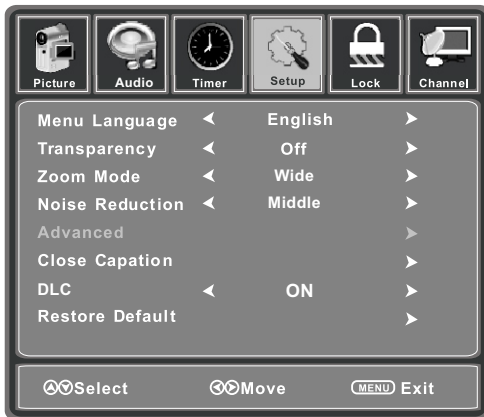 Picture Audio Timer Setup Lock Channel
Menu Language English
Transparency Off
Zoom Mode Wide
Noise Reduction Middle
Advanced
Close Capation
DLC ON
Restore Default
Select Move MENU Exit